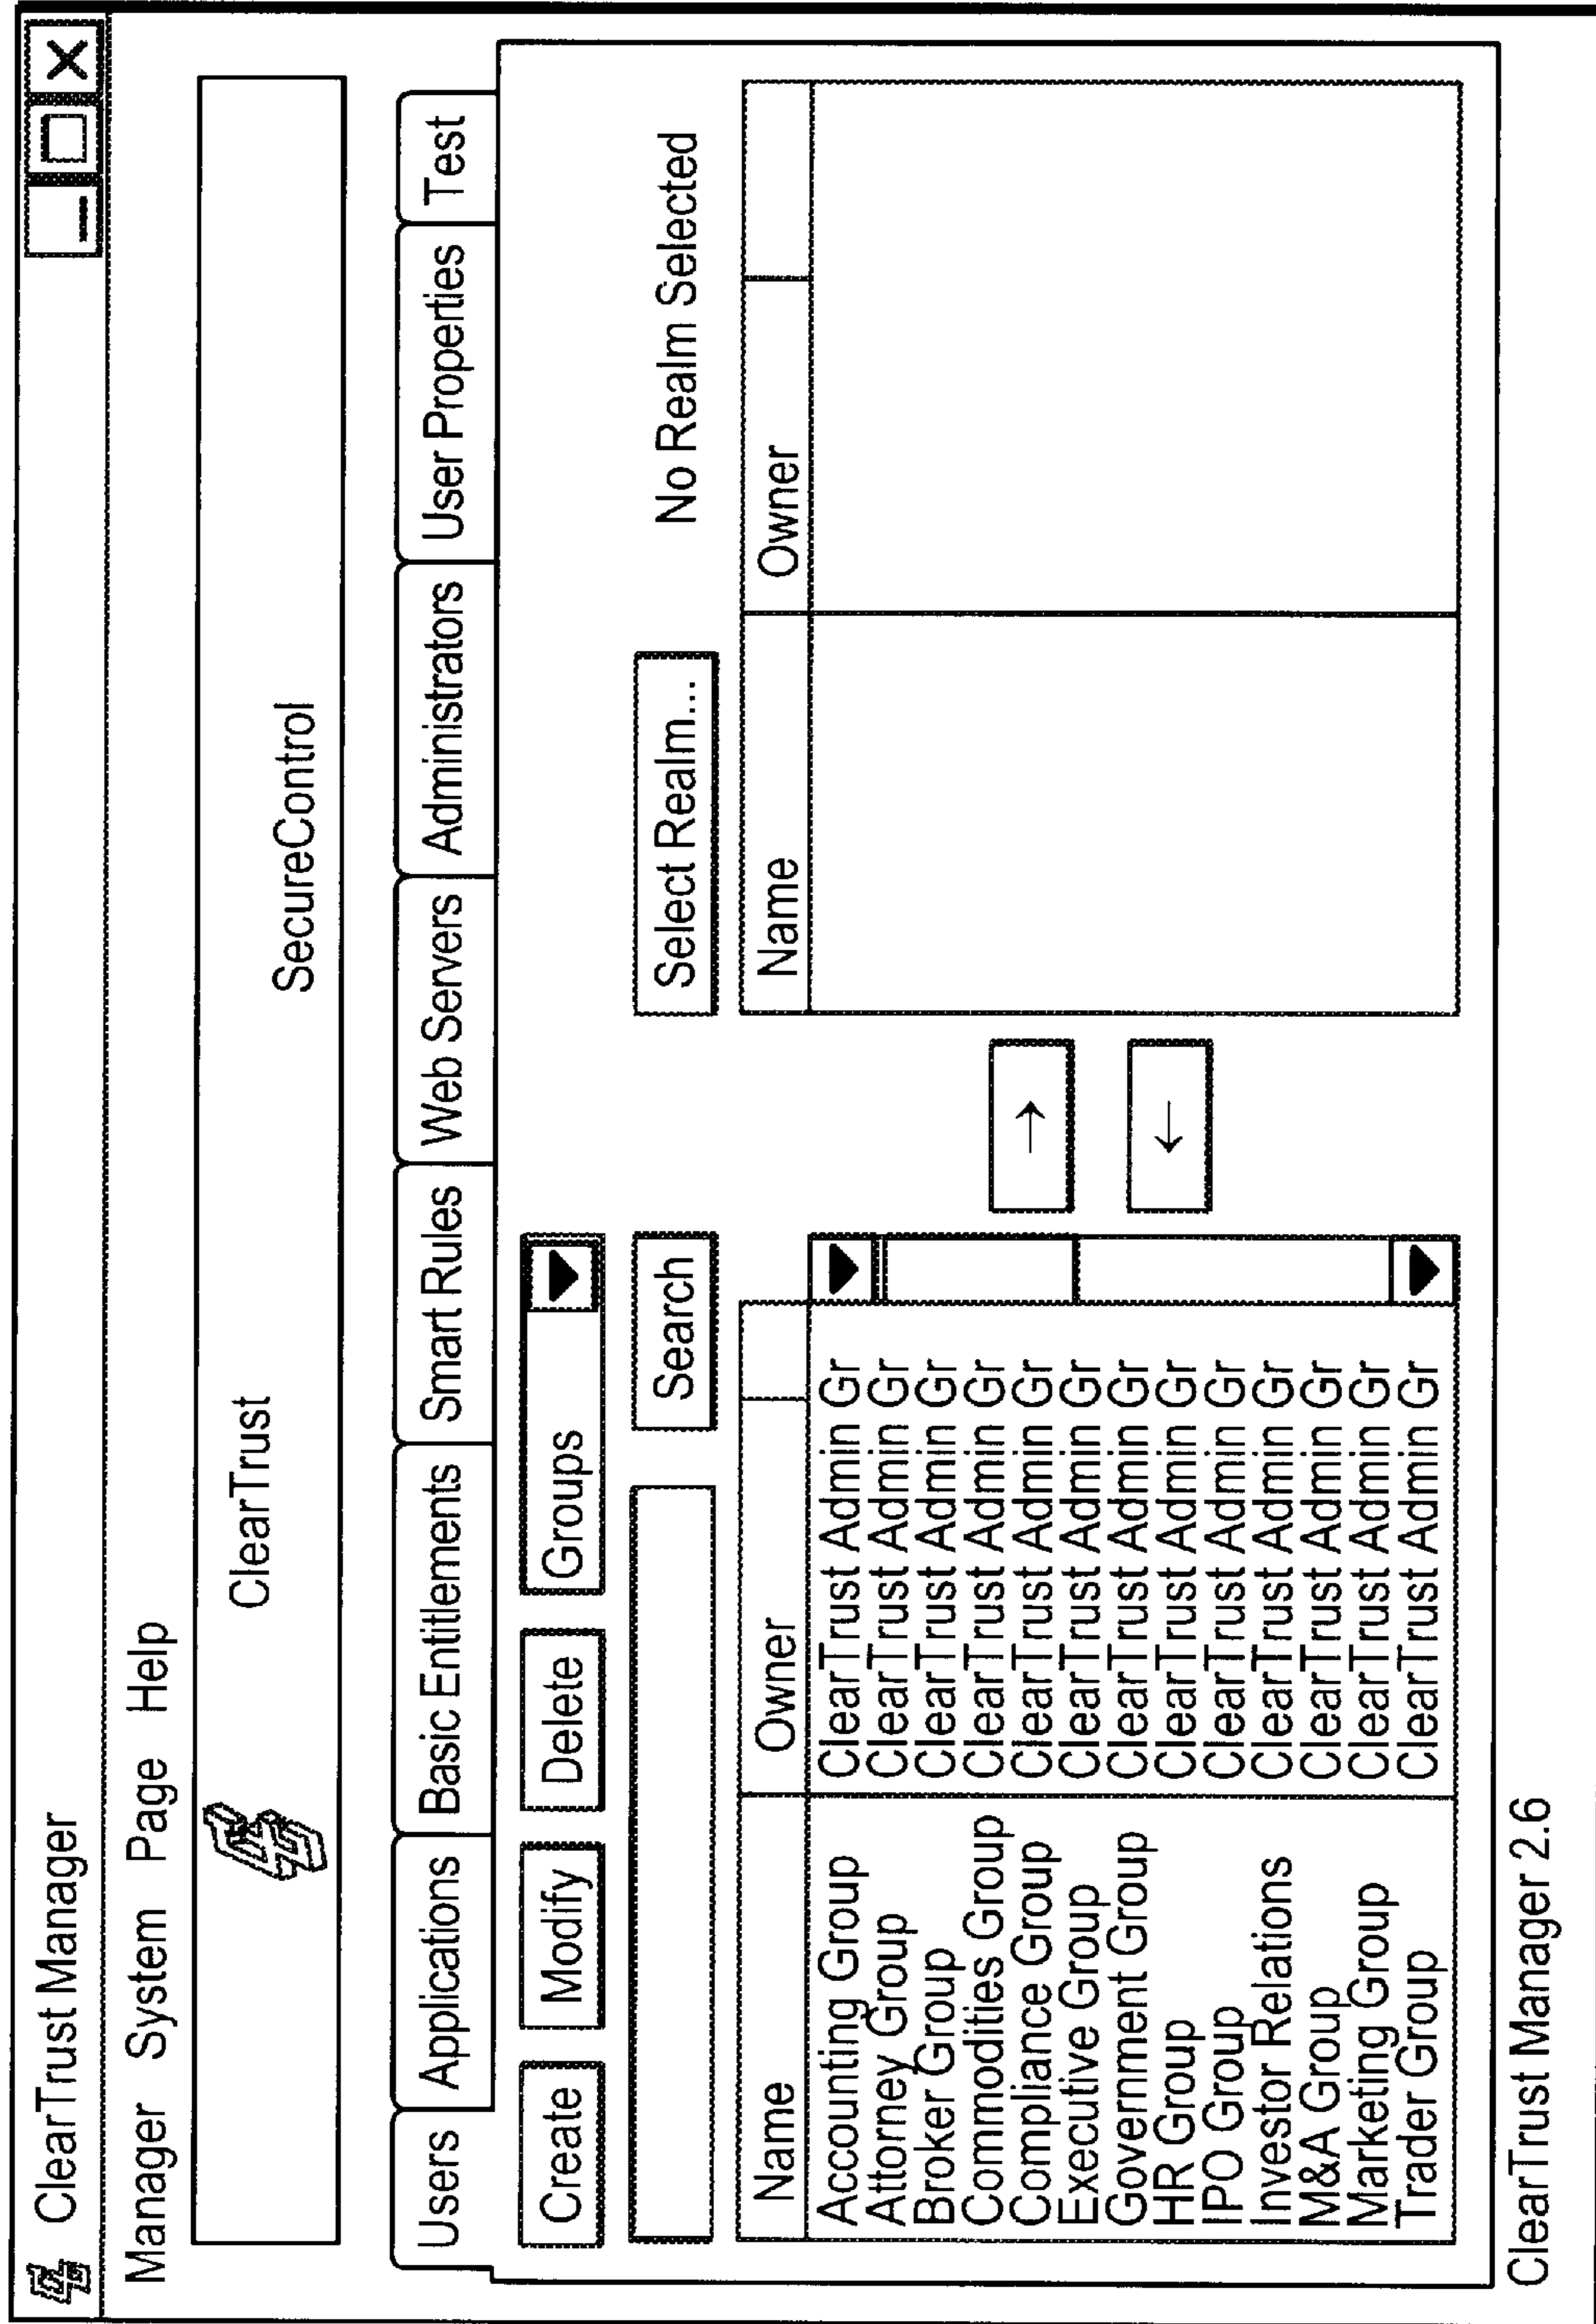 ClearTrust Manager
Manager System Page Help
ClearTrust SecureControl
Users Applications Basic Entitlements Smart Rules Web Servers Administrators User Properties Test
Create Modify Delete Groups
Search Select Realm... No Realm Selected
Name Owner Name Owner
Accounting Group ClearTrust Admin Gr
Attorney Group ClearTrust Admin Gr
Broker Group ClearTrust Admin Gr
Commodities Group ClearTrust Admin Gr
Compliance Group ClearTrust Admin Gr
Executive Group ClearTrust Admin Gr
Government Group ClearTrust Admin Gr
HR Group ClearTrust Admin Gr
IPO Group ClearTrust Admin Gr
Investor Relations ClearTrust Admin Gr
M&A Group ClearTrust Admin Gr
Marketing Group ClearTrust Admin Gr
Trader Group ClearTrust Admin Gr
ClearTrust Manager 2.6